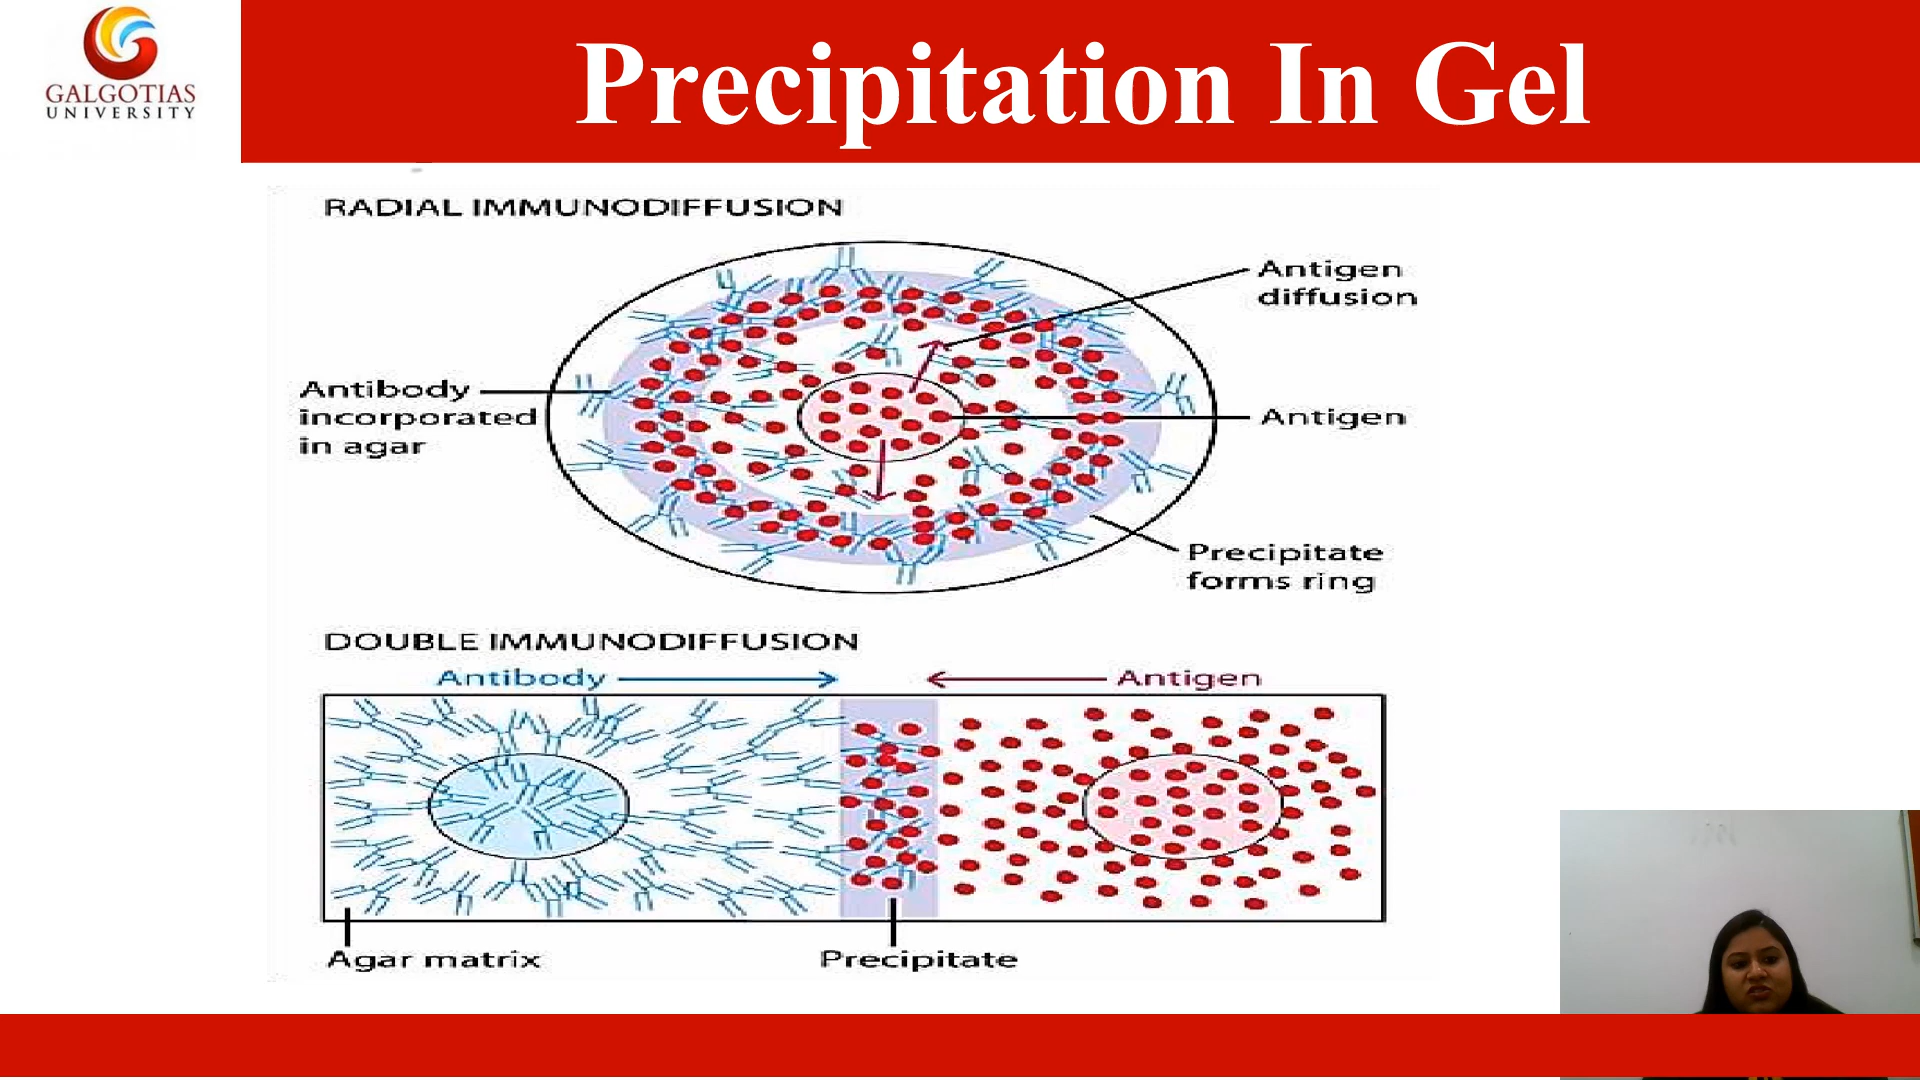 GALGOTIAS
UNIVERSITY
Precipitation In Gel
RADIAL IMMUNODIFFUSION
Antigen
diffusion
Antibody
incorporated
in agar
Antigen
Precipitate
forms ring
DOUBLE IMMUNODIFFUSION
Antibody
Antigen
Agar matrix
Precipitate